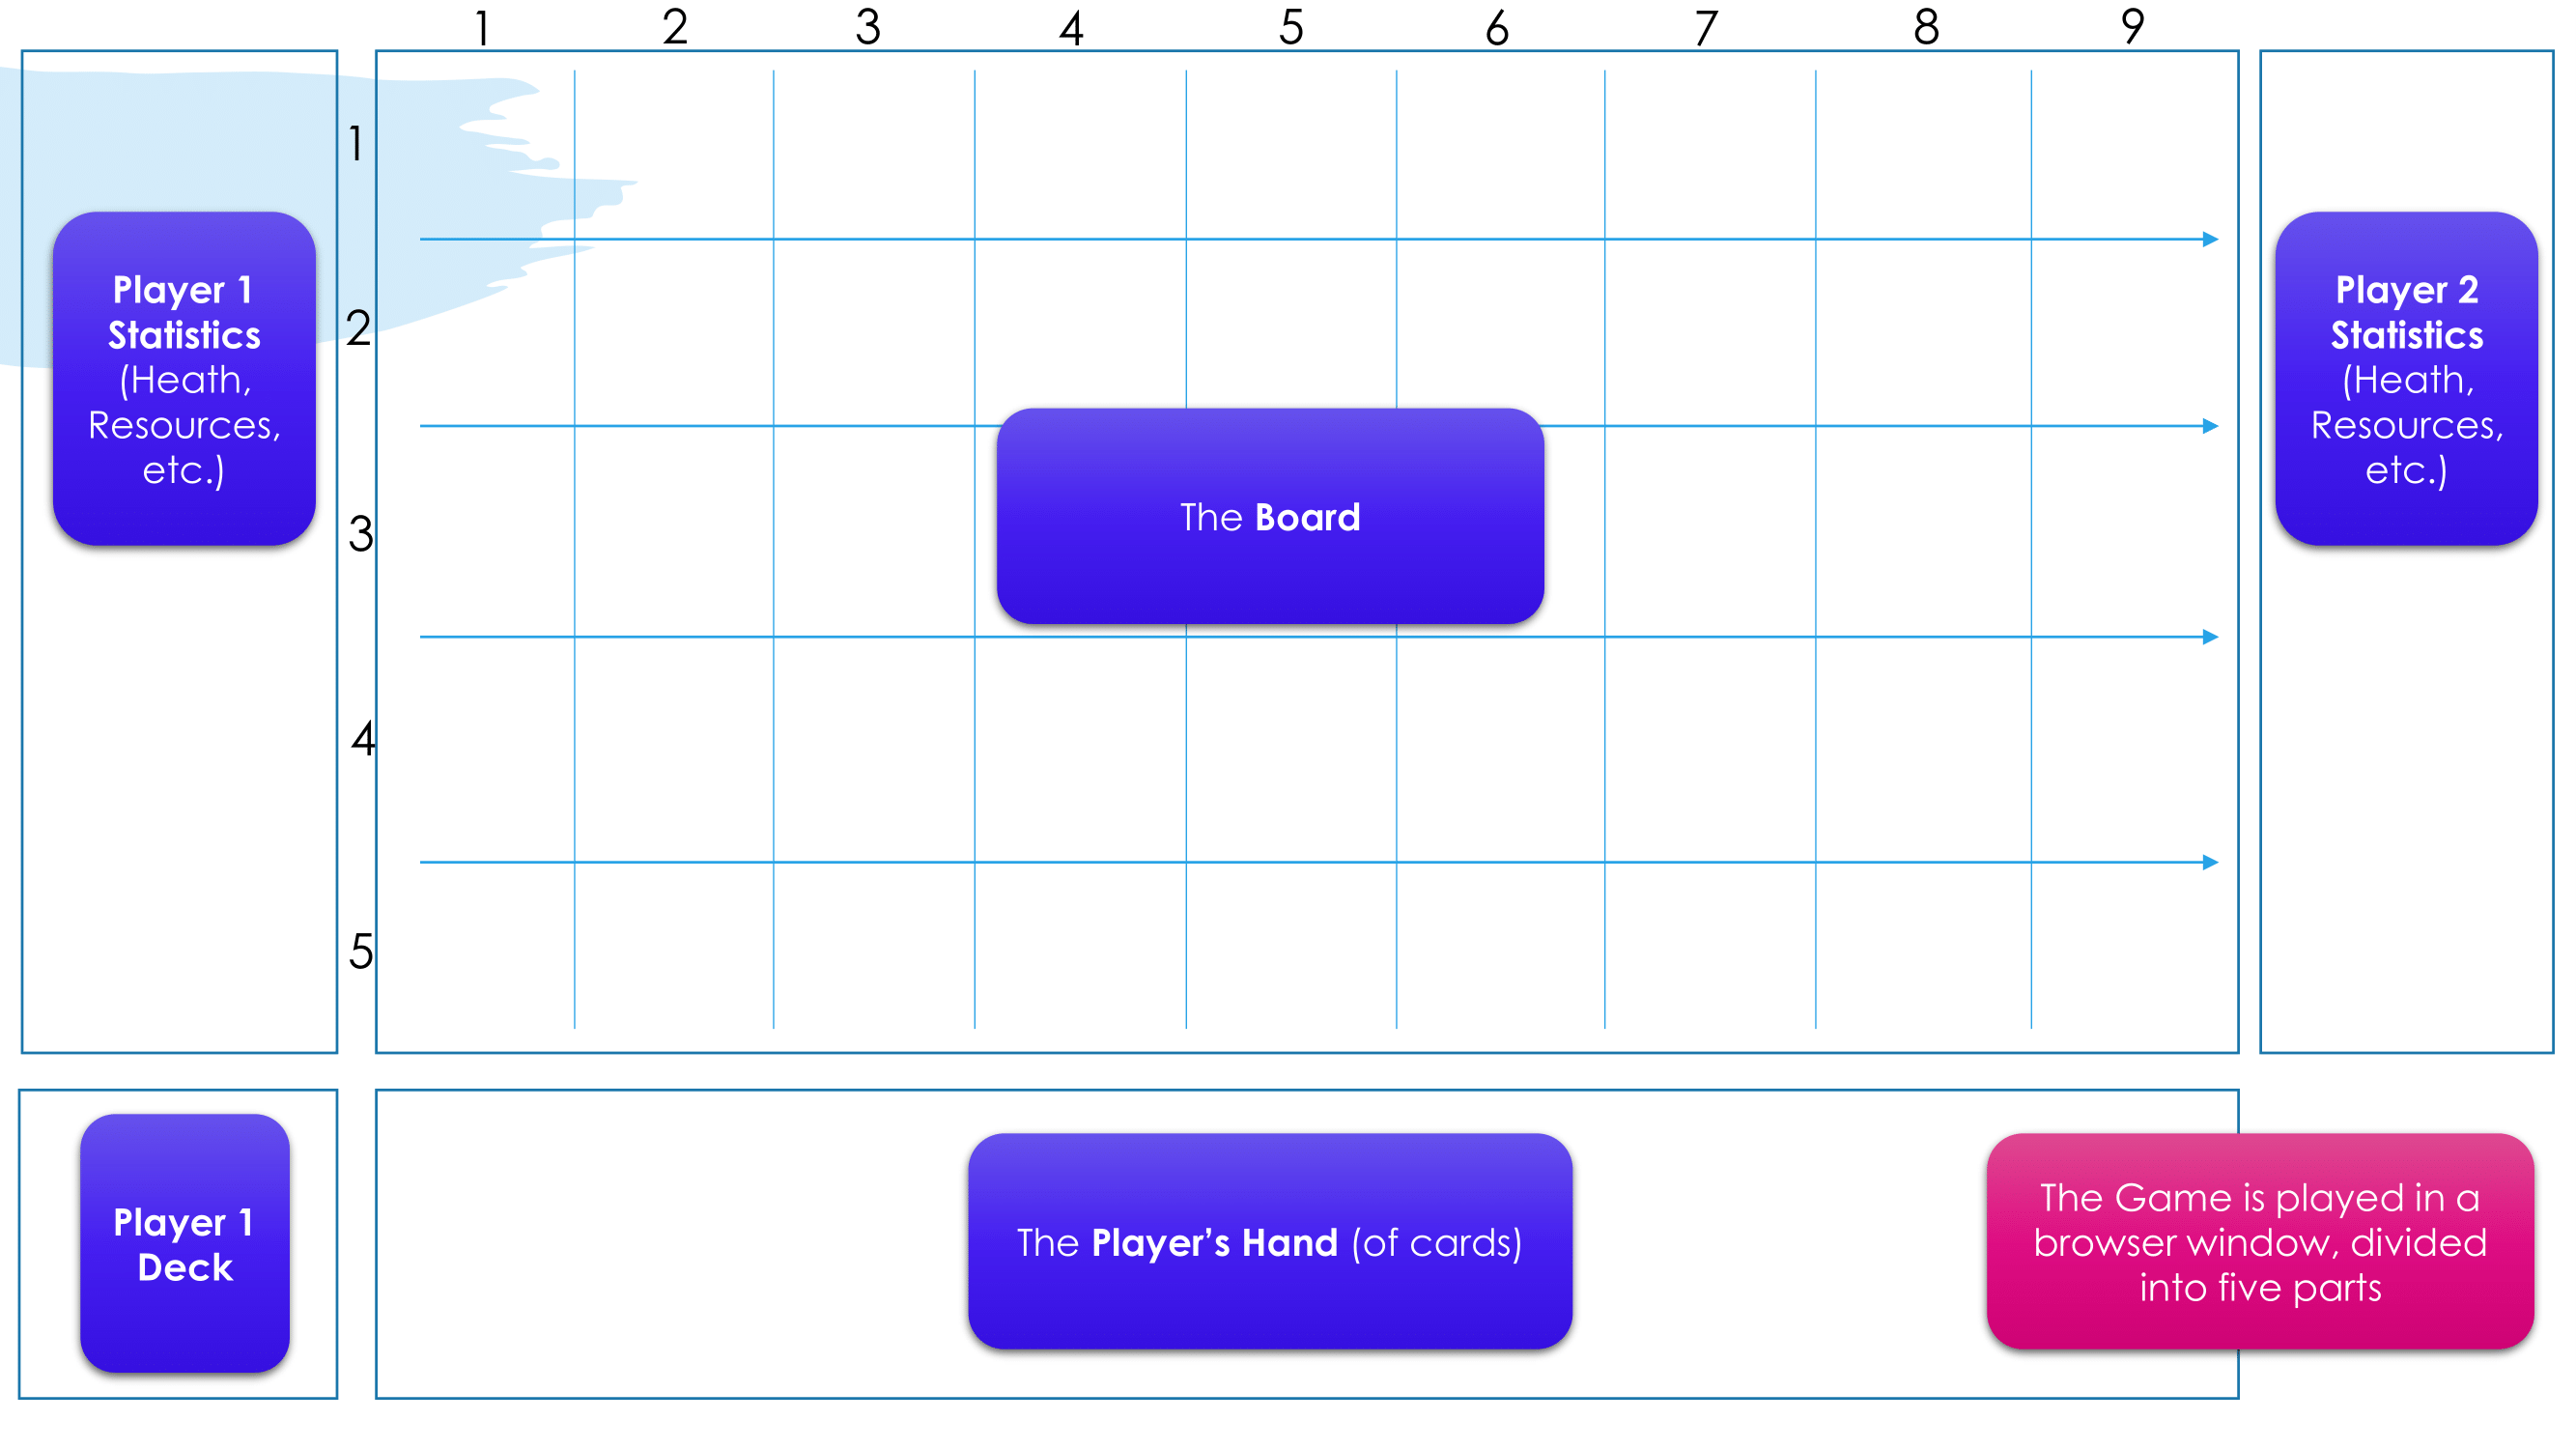 1 2 3 4 5 6 7 8 9
1
2
3
4
5
Player 1
Statistics
(Heath,
Resources,
etc.)
The Board
Player 2
Statistics
(Heath,
Resources,
etc.)
Player 1
Deck
The Player’s Hand (of cards)
The Game is played in a
browser window, divided
into five parts